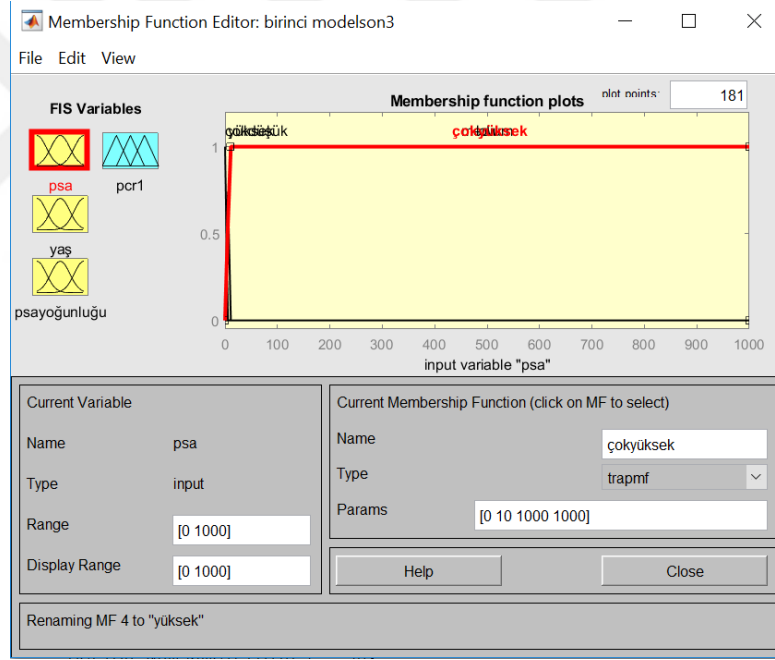 Membership Function Editor: birinci modelson3
File Edit View
FIS Variables
psa
pcr1
yaş
psayoğunluğu
Membership function plots
plot points:
181
1
0.5
0
0 100 200 300 400 500 600 700 800 900 1000
input variable "psa"
Current Variable
Name psa
Type input
Range [0 1000]
Display Range [0 1000]
Current Membership Function (click on MF to select)
Name çokyüksek
Type trapmf
Params [0 10 1000 1000]
Help Close
Renaming MF 4 to "yüksek"